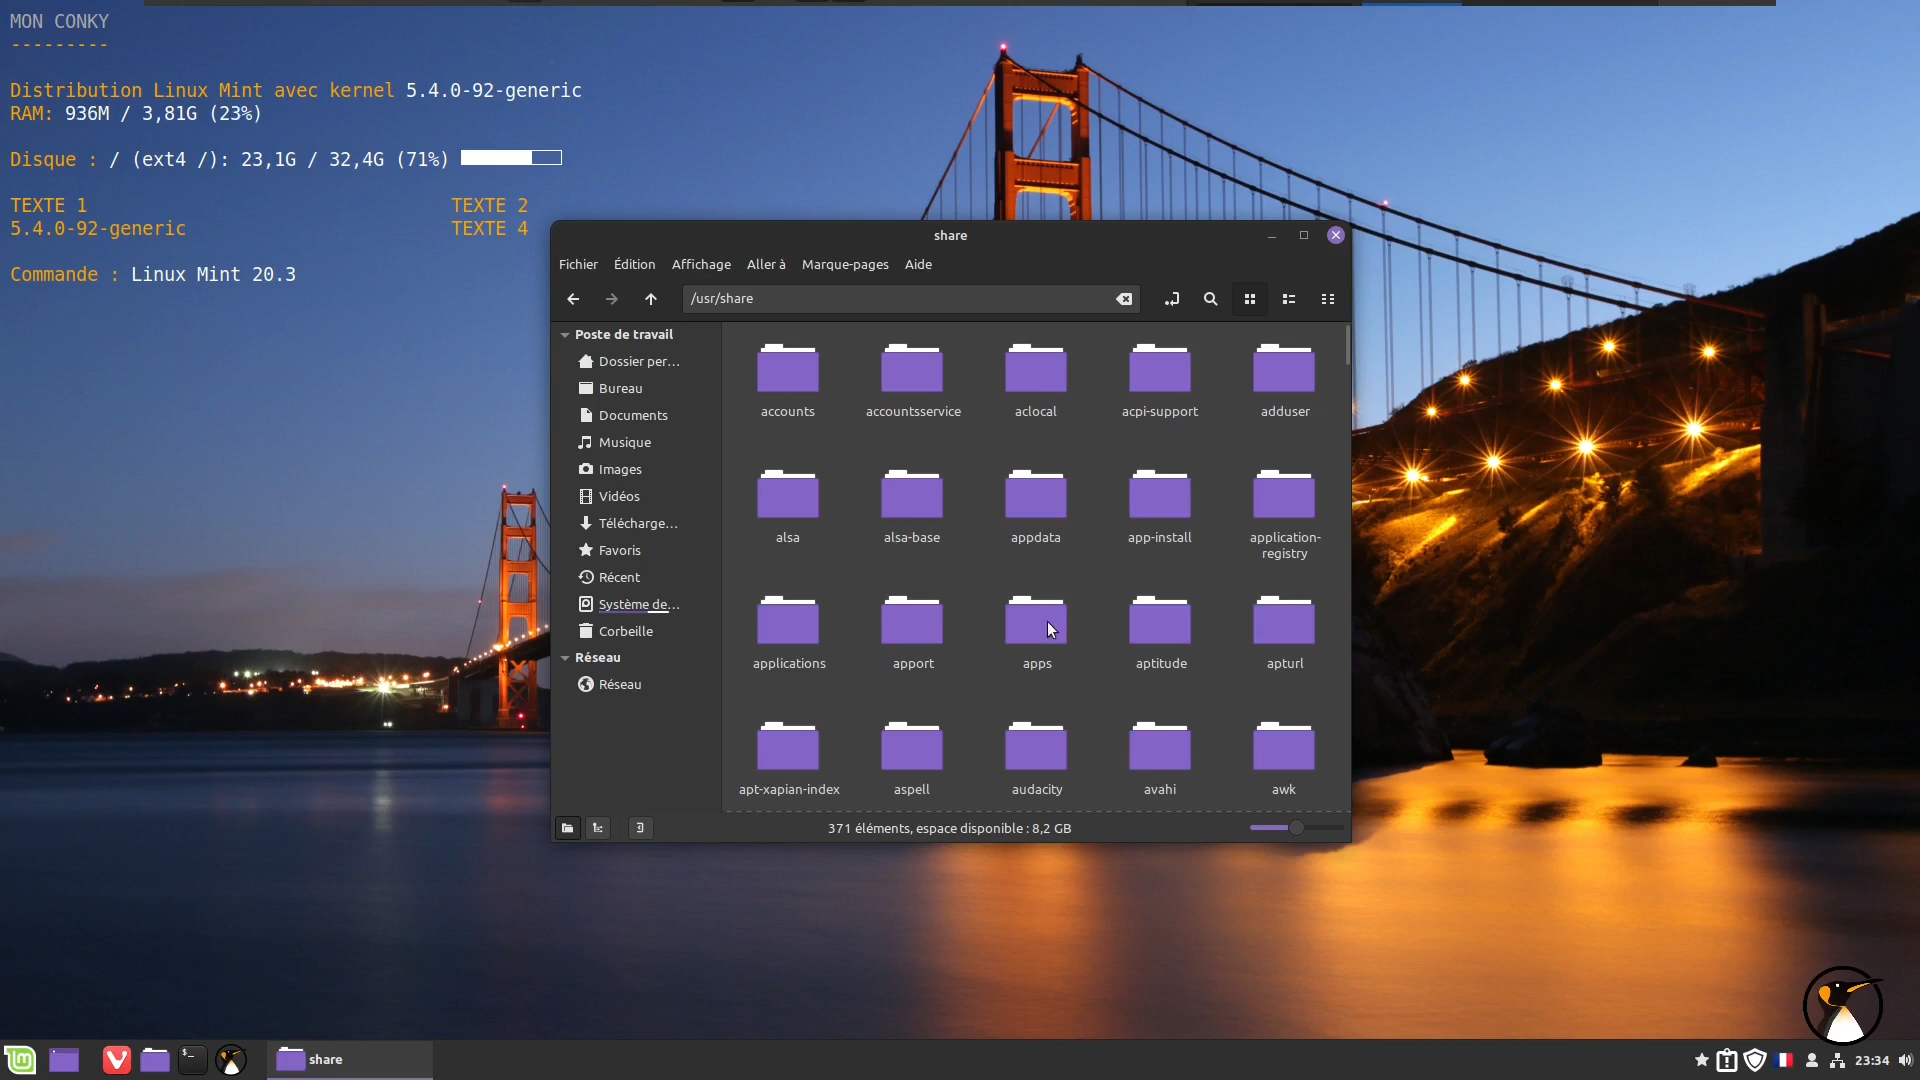 MON CONKY
---------
Distribution Linux Mint avec kernel 5.4.0-92-generic
RAM: 936M / 3,81G (23%)
Disque : / (ext4 /): 23,1G / 32,4G (71%)
TEXTE 1 TEXTE 2
5.4.0-92-generic TEXTE 4
Commande : Linux Mint 20.3
share
Fichier Édition Affichage Aller à Marque-pages Aide
/usr/share
Poste de travail
Dossier per...
Bureau
Documents
Musique
Images
Vidéos
Télécharge...
Favoris
Récent
Système de...
Corbeille
Réseau
Réseau
accounts accountsservice aclocal acpi-support adduser
alsa alsa-base appdata app-install application-
registry
applications apport apps aptitude apturl
apt-xapian-index aspell audacity avahi awk
371 éléments, espace disponible : 8,2 GB
share
23:34